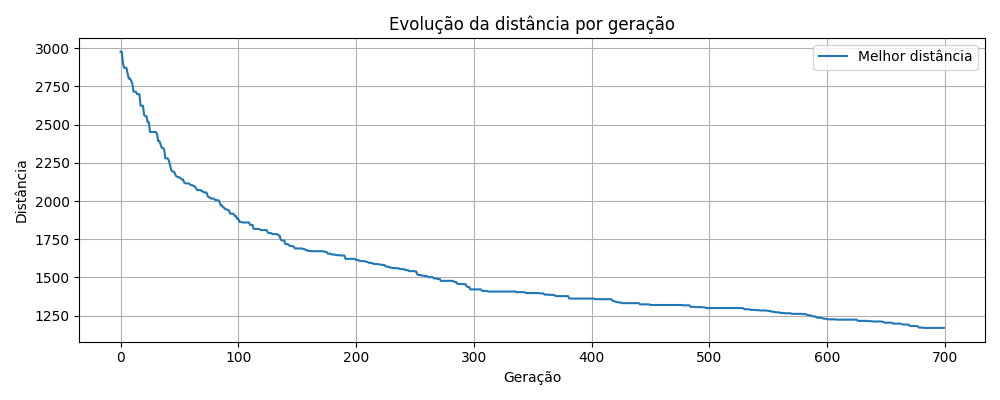 Evolução da distância por geração
Melhor distância
Distância
3000
2750
2500
2250
2000
1750
1500
1250
0 100 200 300 400 500 600 700
Geração